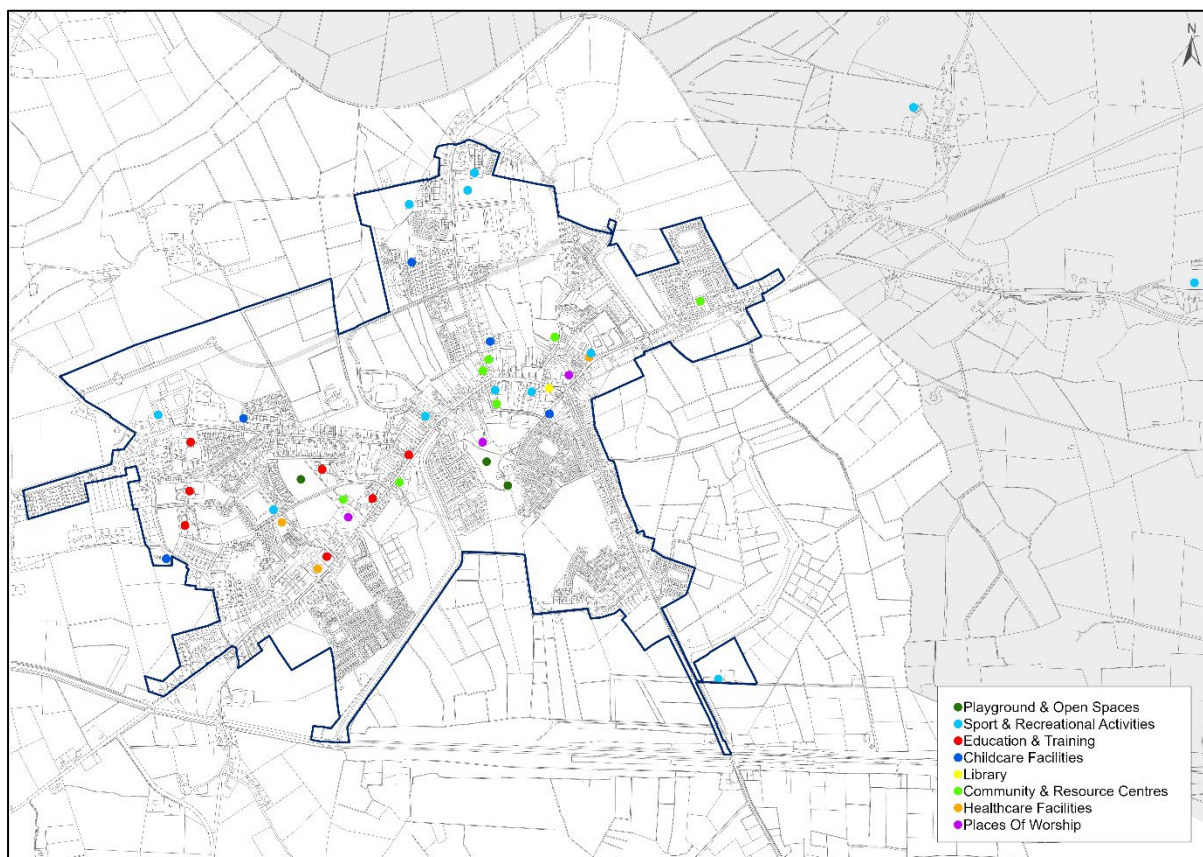 N
Playground & Open Spaces
Sport & Recreational Activities
Education & Training
Childcare Facilities
Library
Community & Resource Centres
Healthcare Facilities
Places Of Worship